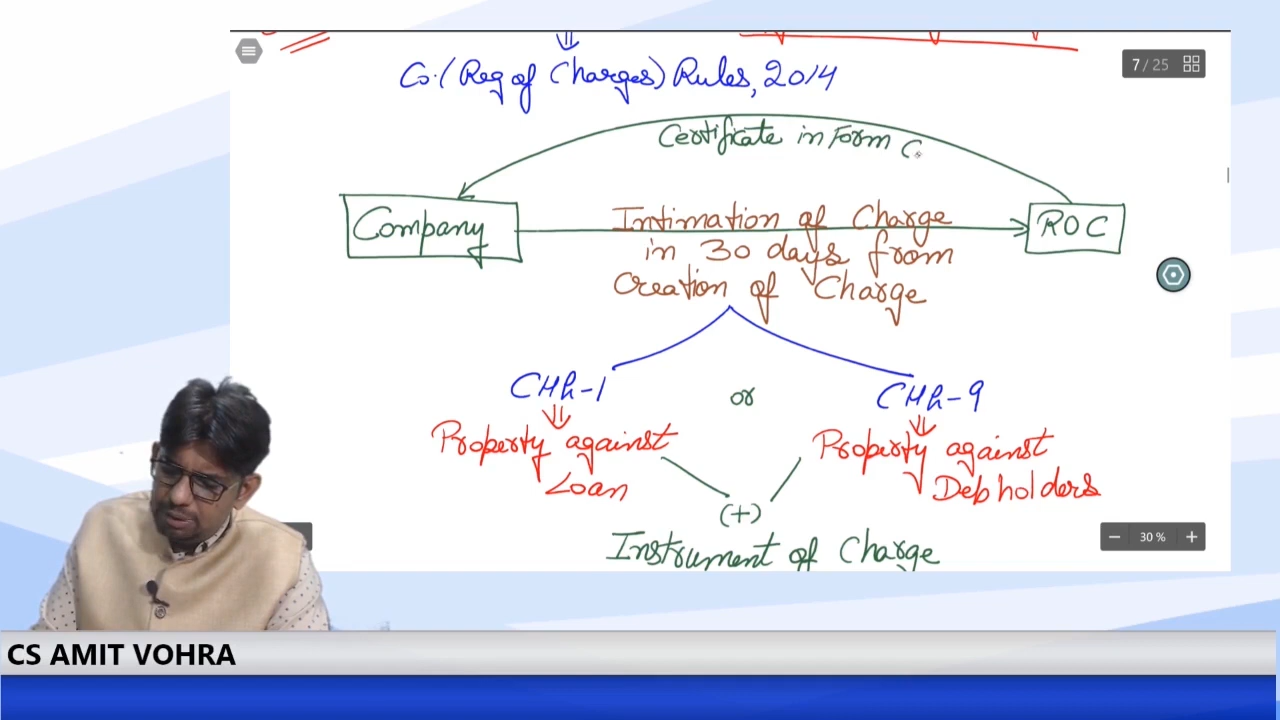 Co. (Reg of Charges) Rules, 2014
7 / 25
Certificate in Form C
Company
Intimation of Charge
in 30 days from
Creation of Charge
ROC
CHG-1
or
CHG-9
Property against
Loan
Property against
Debholders
(+)
Instrument of Charge
30 %
CS AMIT VOHRA